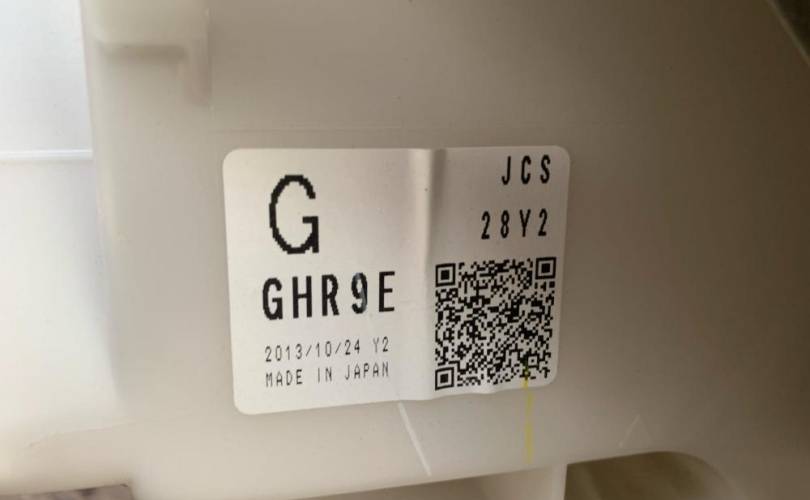 G
GHR9E
2013/10/24 Y2
MADE IN JAPAN
JCS
28Y2